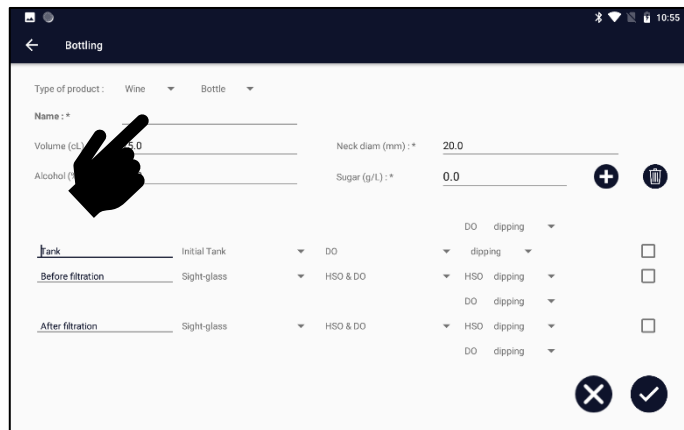 10:55
Bottling
Type of product : Wine Bottle
Name : *
Volume (cL) 5.0 Neck diam (mm) : * 20.0
Alcohol (% Sugar (g/L) : * 0.0
DO dipping
Tank Initial Tank DO dipping
Before filtration Sight-glass HSO & DO HSO dipping
DO dipping
After filtration Sight-glass HSO & DO HSO dipping
DO dipping